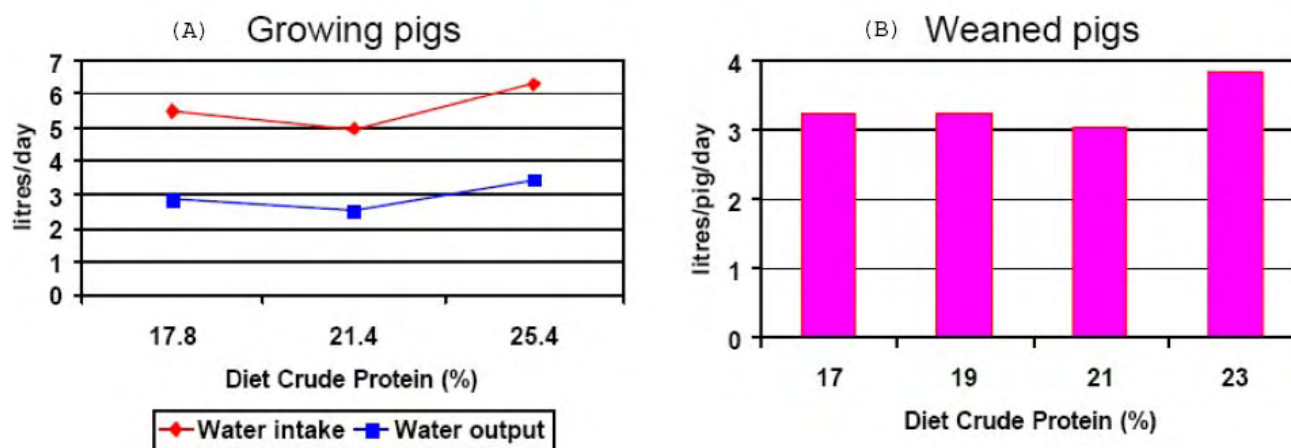 (A) Growing pigs
7
6
5
4
3
2
1
0
litres/day
17.8 21.4 25.4
Diet Crude Protein (%)
Water intake Water output
(B) Weaned pigs
4
3
2
1
0
litres/pig/day
17 19 21 23
Diet Crude Protein (%)